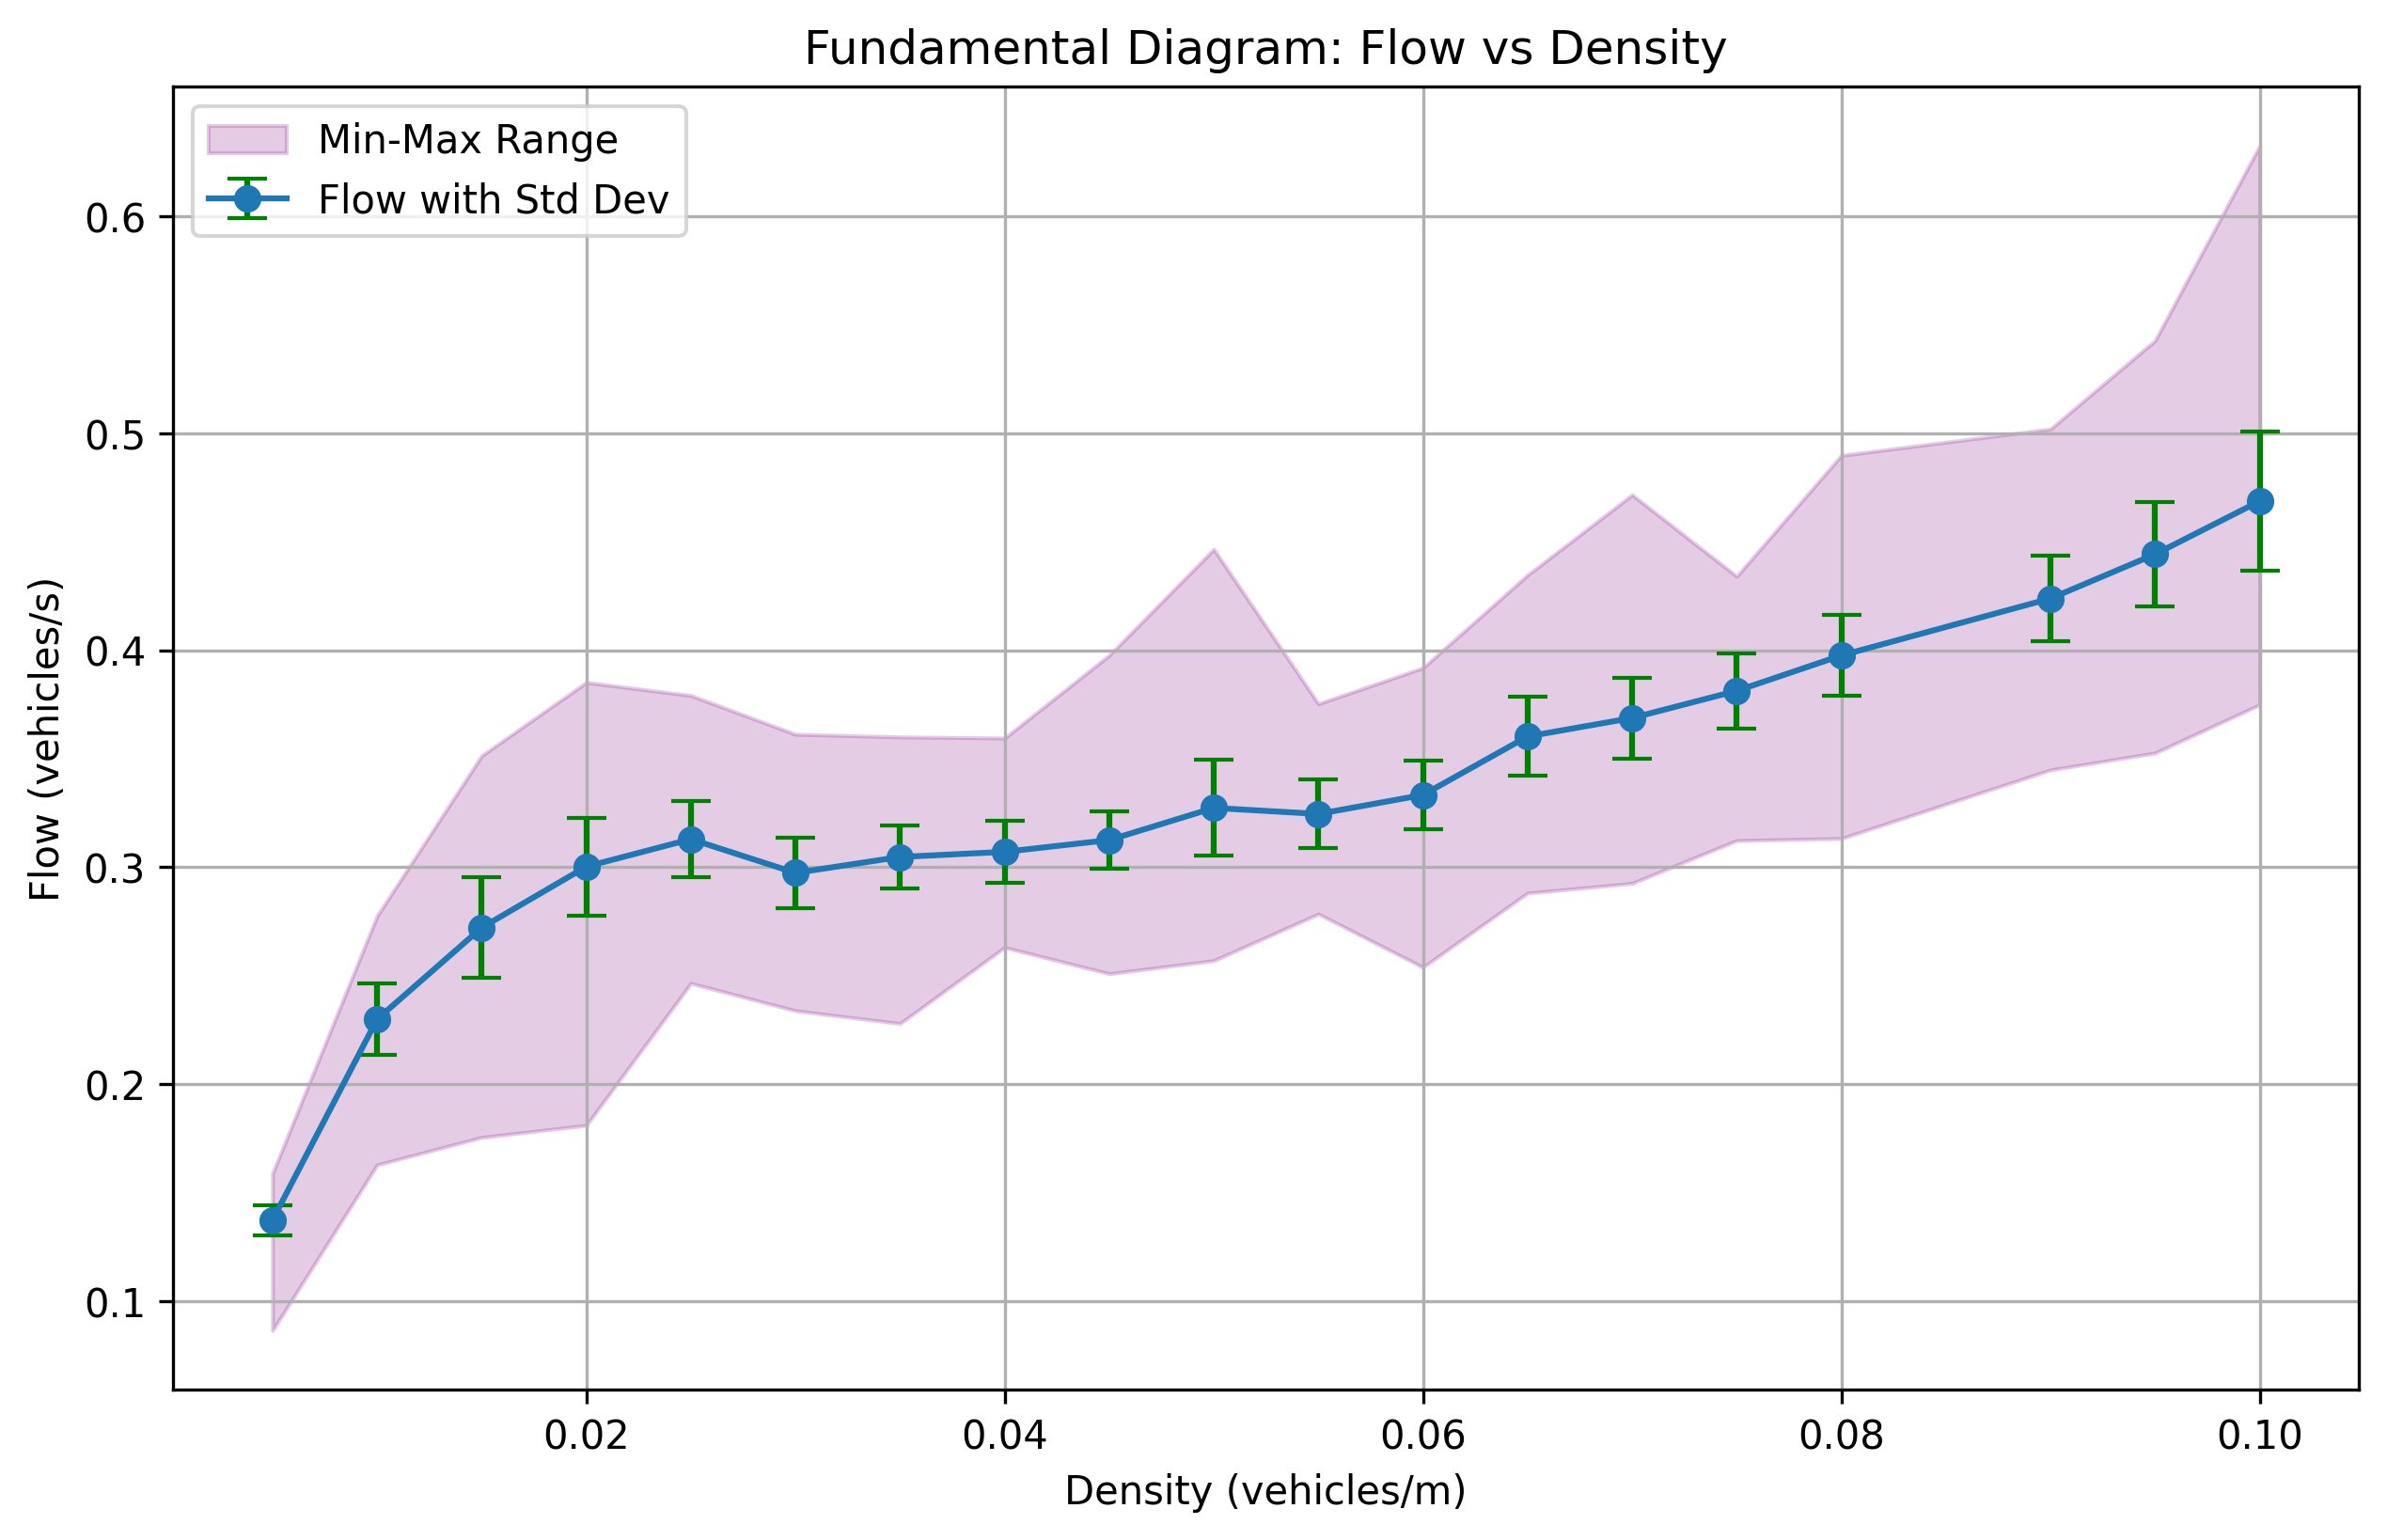 Fundamental Diagram: Flow vs Density
Min-Max Range
Flow with Std Dev
Flow (vehicles/s)
0.6
0.5
0.4
0.3
0.2
0.1
0.02 0.04 0.06 0.08 0.10
Density (vehicles/m)